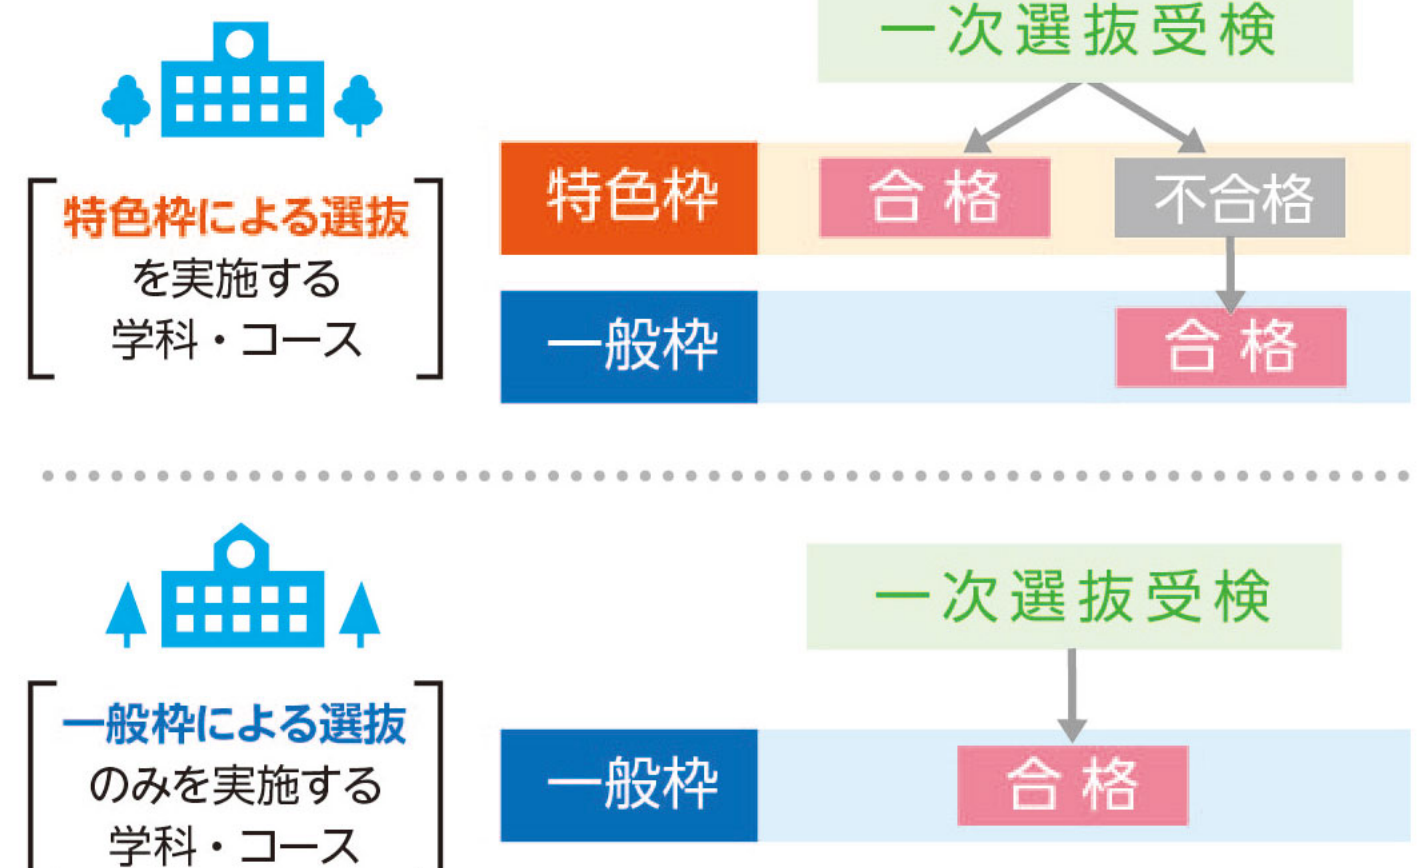 一次選抜受検
特色枠による選抜
を実施する
学科・コース
特色枠
合格
不合格
一般枠
合格
一次選抜受検
一般枠による選抜
のみを実施する
学科・コース
一般枠
合格